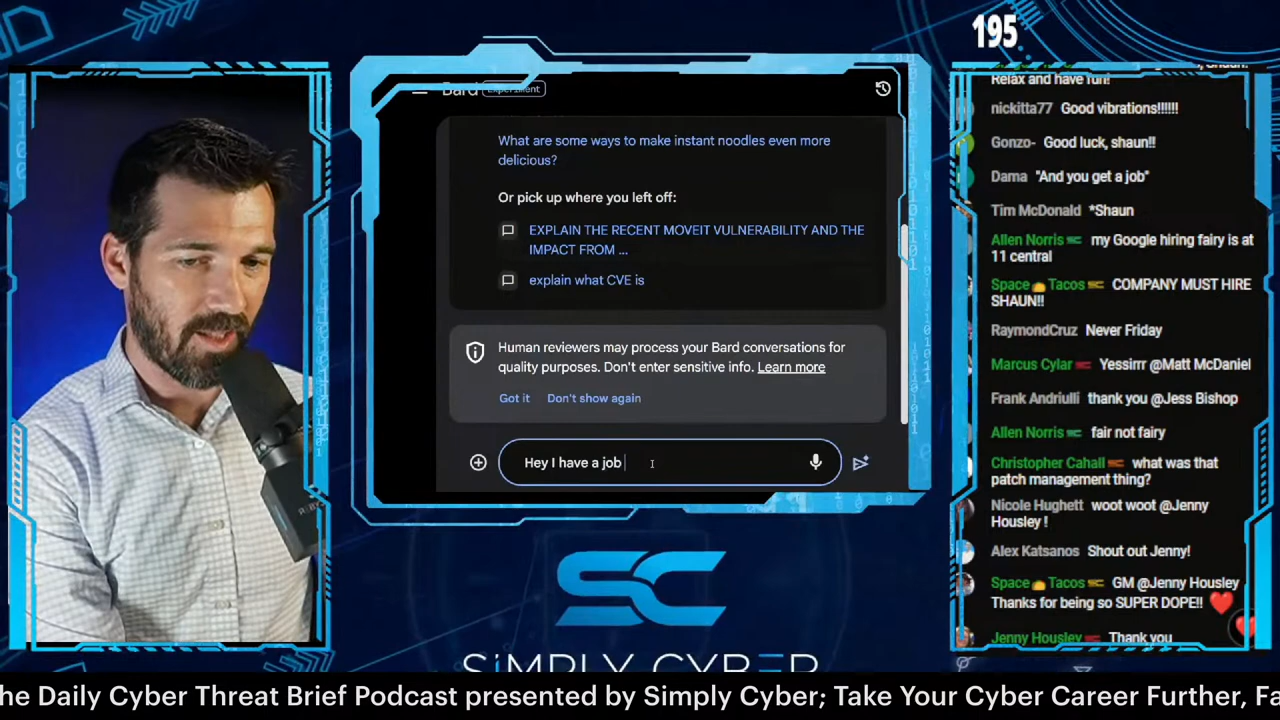 195
Bard Experiment
What are some ways to make instant noodles even more
delicious?
Or pick up where you left off:
EXPLAIN THE RECENT MOVEIT VULNERABILITY AND THE
IMPACT FROM ...
explain what CVE is
Human reviewers may process your Bard conversations for
quality purposes. Don't enter sensitive info. Learn more
Got it Don't show again
Hey I have a job
Relax and have fun!
nickitta77 Good vibrations!!!!!!
Gonzo- Good luck, shaun!!
Dama "And you get a job"
Tim McDonald *Shaun
Allen Norris my Google hiring fairy is at
11 central
Space Tacos COMPANY MUST HIRE
SHAUN!!
RaymondCruz Never Friday
Marcus Cylar Yessirrr @Matt McDaniel
Frank Andriulli thank you @Jess Bishop
Allen Norris fair not fairy
Christopher Cahall what was that
patch management thing?
Nicole Hughett woot woot @Jenny
Housley !
Alex Katsanos Shout out Jenny!
Space Tacos GM @Jenny Housley
Thanks for being so SUPER DOPE!!
Jenny Housley Thank you
SC
SiMPLY CYBER
he Daily Cyber Threat Brief Podcast presented by Simply Cyber; Take Your Cyber Career Further, Fa